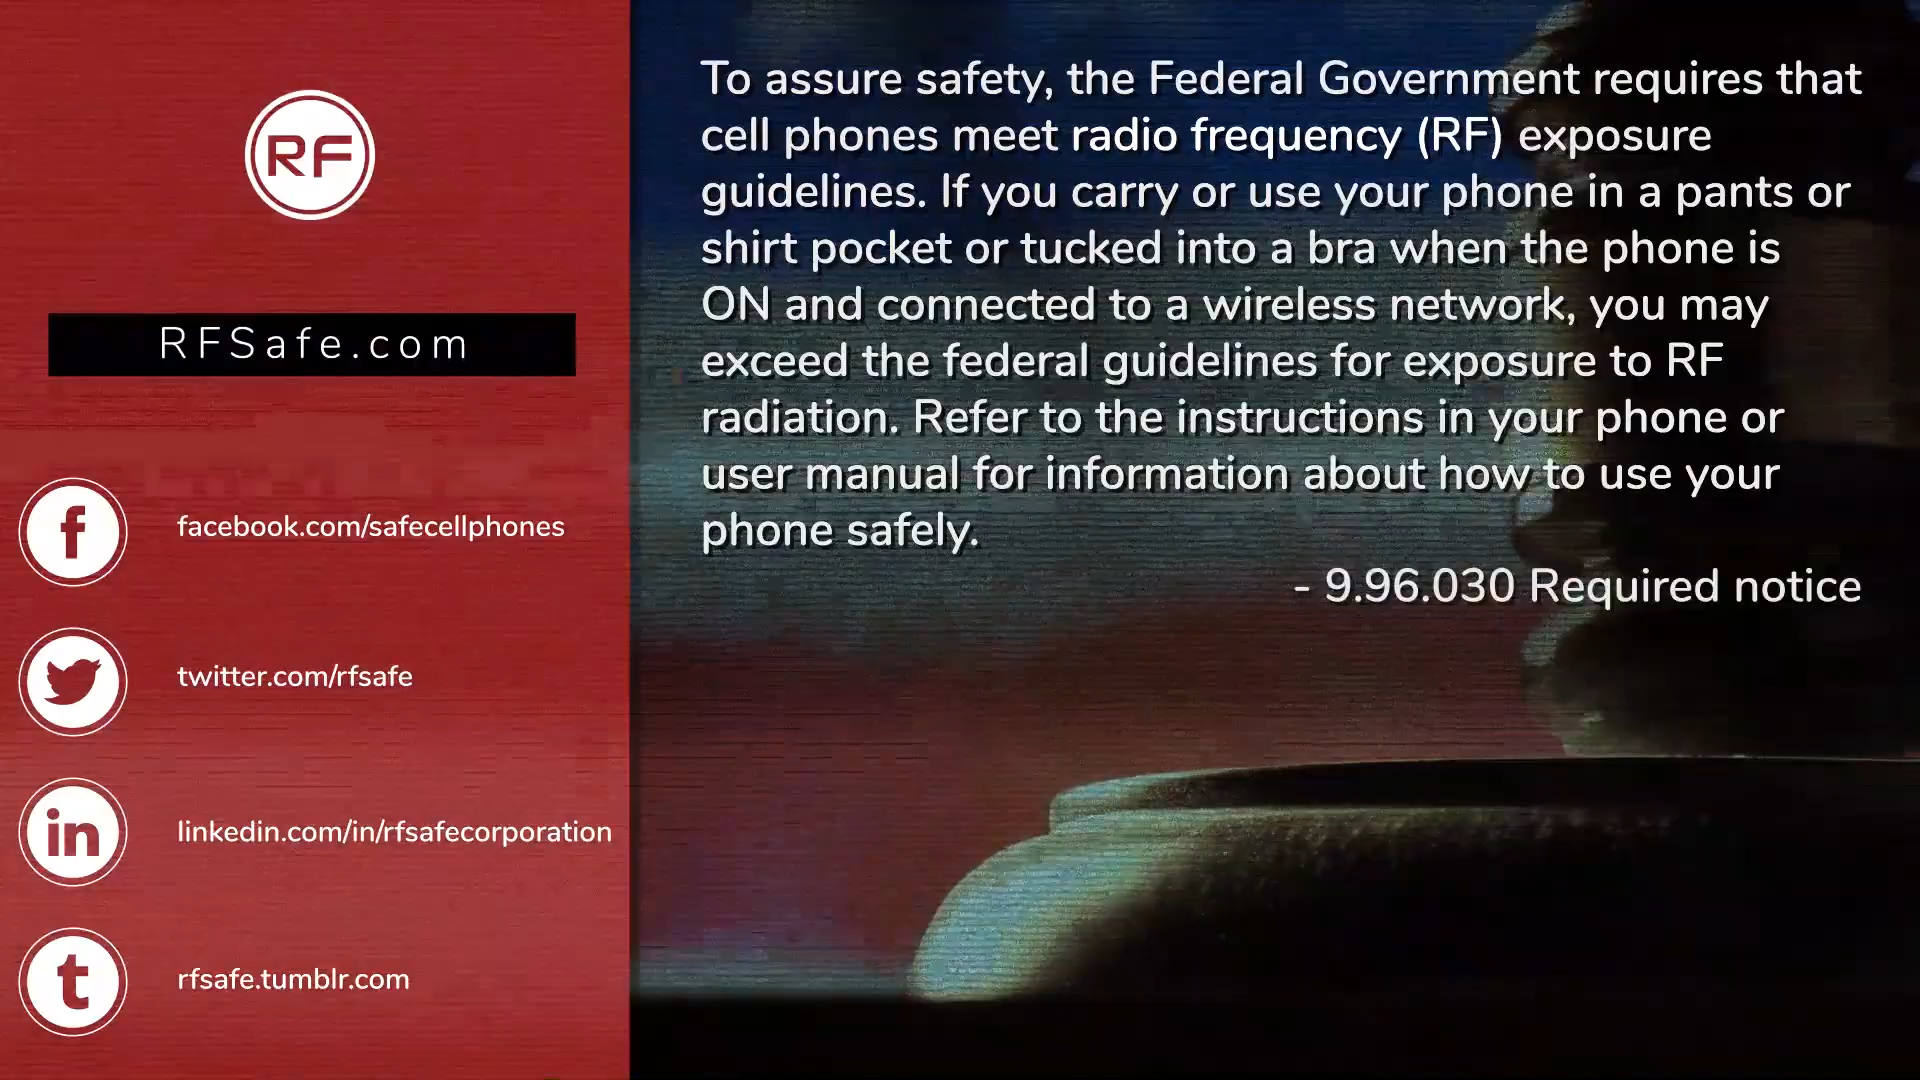 RF
RFSafe.com
facebook.com/safecellphones
twitter.com/rfsafe
linkedin.com/in/rfsafecorporation
rfsafe.tumblr.com
To assure safety, the Federal Government requires that
cell phones meet radio frequency (RF) exposure
guidelines. If you carry or use your phone in a pants or
shirt pocket or tucked into a bra when the phone is
ON and connected to a wireless network, you may
exceed the federal guidelines for exposure to RF
radiation. Refer to the instructions in your phone or
user manual for information about how to use your
phone safely.
- 9.96.030 Required notice